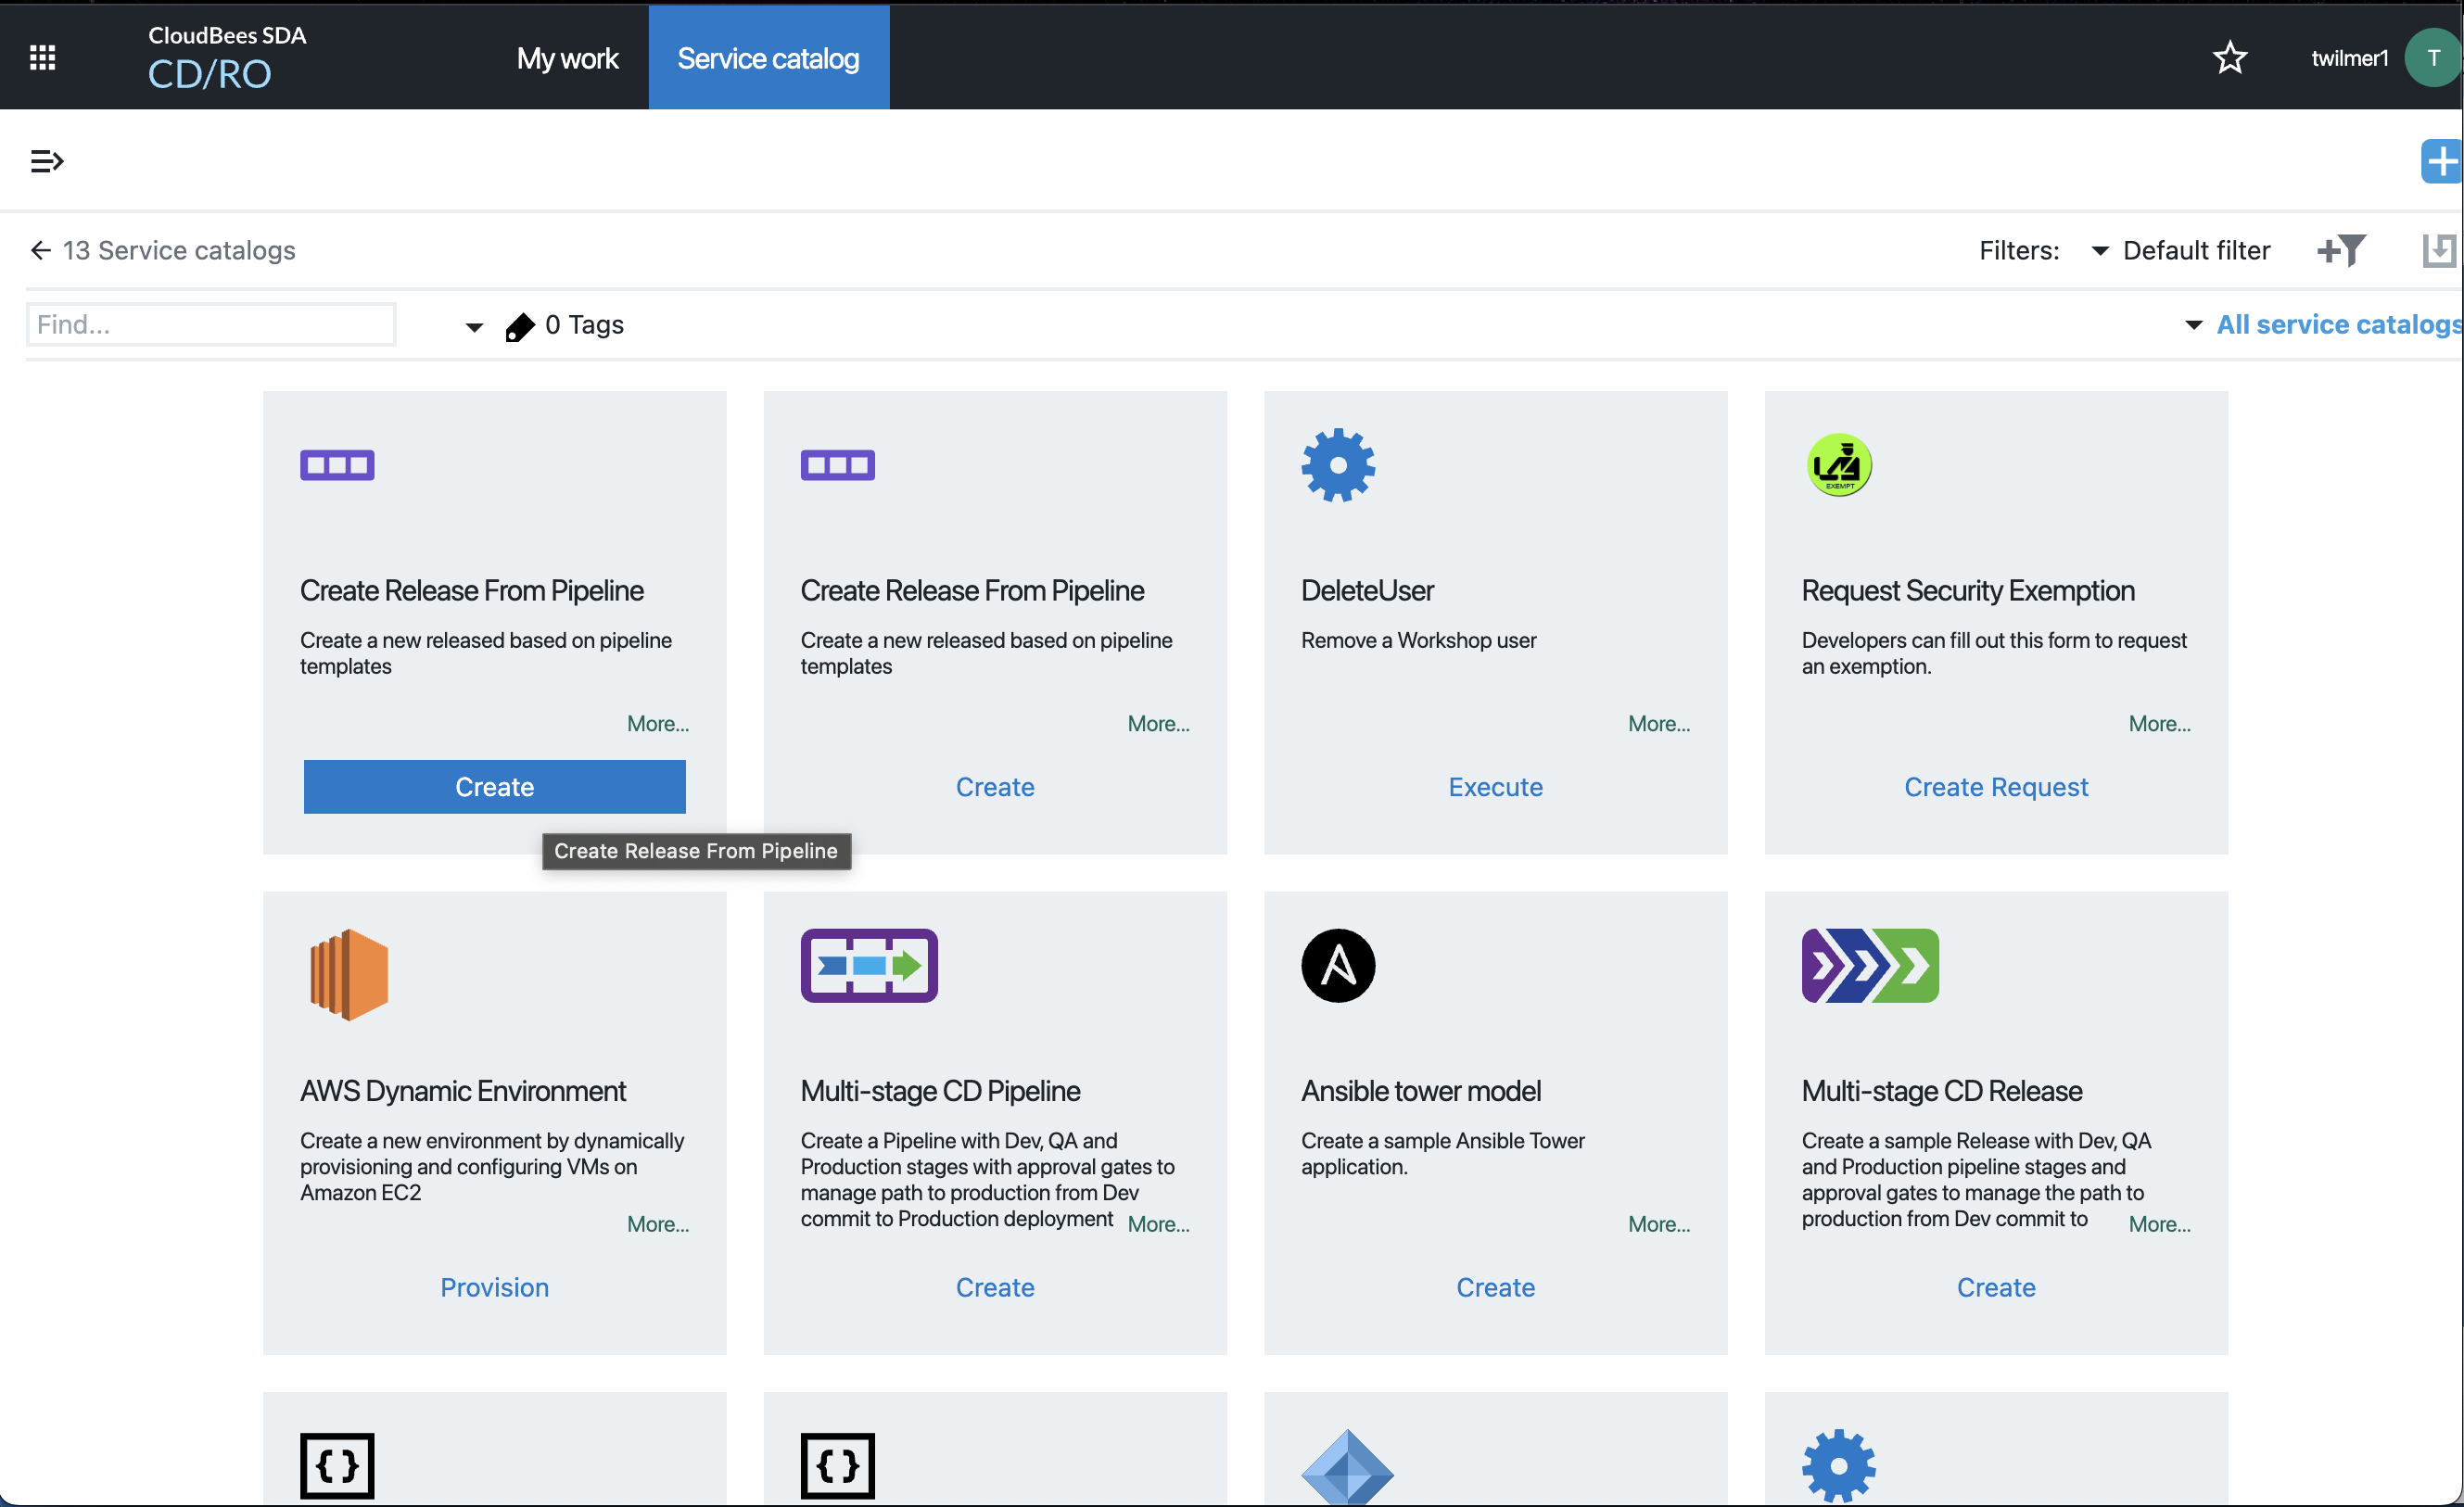 CloudBees SDA
CD/RO
My work
Service catalog
twilmer1
T
13 Service catalogs
Filters:
Default filter
Find...
0 Tags
All service catalogs
Create Release From Pipeline
Create a new released based on pipeline
templates
More...
Create
Create Release From Pipeline
Create a new released based on pipeline
templates
More...
Create
DeleteUser
Remove a Workshop user
More...
Execute
EXEMPT
Request Security Exemption
Developers can fill out this form to request
an exemption.
More...
Create Request
Create Release From Pipeline
AWS Dynamic Environment
Create a new environment by dynamically
provisioning and configuring VMs on
Amazon EC2
More...
Provision
Multi-stage CD Pipeline
Create a Pipeline with Dev, QA and
Production stages with approval gates to
manage path to production from Dev
commit to Production deployment
More...
Create
Ansible tower model
Create a sample Ansible Tower
application.
More...
Create
Multi-stage CD Release
Create a sample Release with Dev, QA
and Production pipeline stages and
approval gates to manage the path to
production from Dev commit to
More...
Create